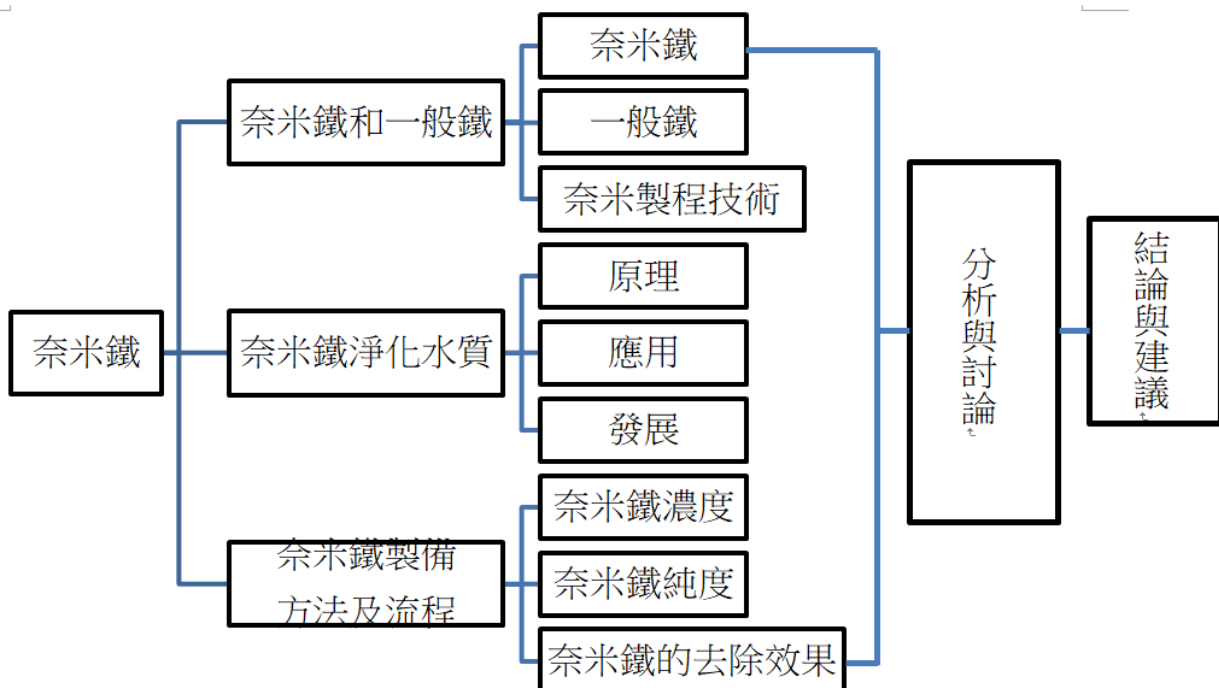 奈米鐵
奈米鐵和一般鐵
奈米鐵
一般鐵
奈米製程技術
奈米鐵淨化水質
原理
應用
發展
奈米鐵製備
方法及流程
奈米鐵濃度
奈米鐵純度
奈米鐵的去除效果
分析與討論
結論與建議